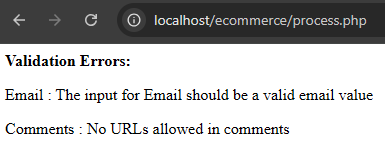 localhost/ecommerce/process.php
Validation Errors:
Email : The input for Email should be a valid email value
Comments : No URLs allowed in comments